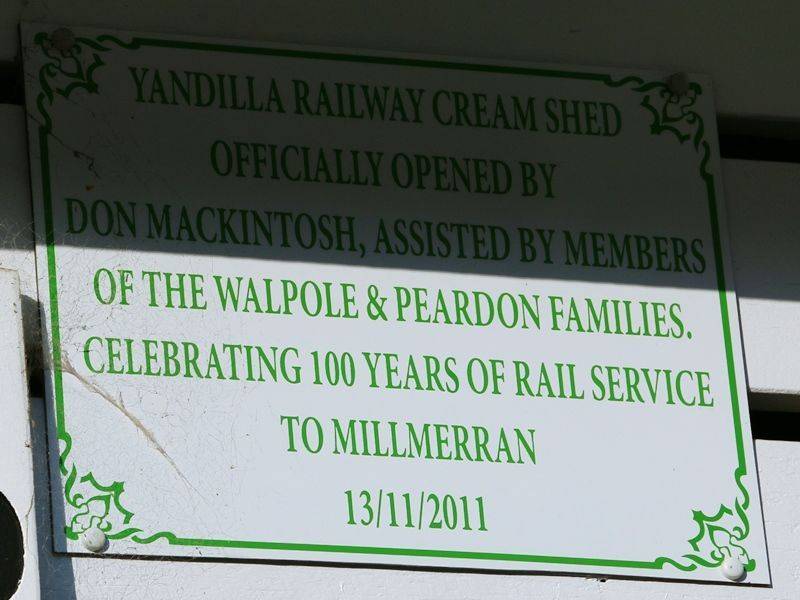 YANDILLA RAILWAY CREAM SHED
OFFICIALLY OPENED BY
DON MACKINTOSH, ASSISTED BY MEMBERS
OF THE WALPOLE & PEARDON FAMILIES.
CELEBRATING 100 YEARS OF RAIL SERVICE
TO MILLMERRAN
13/11/2011